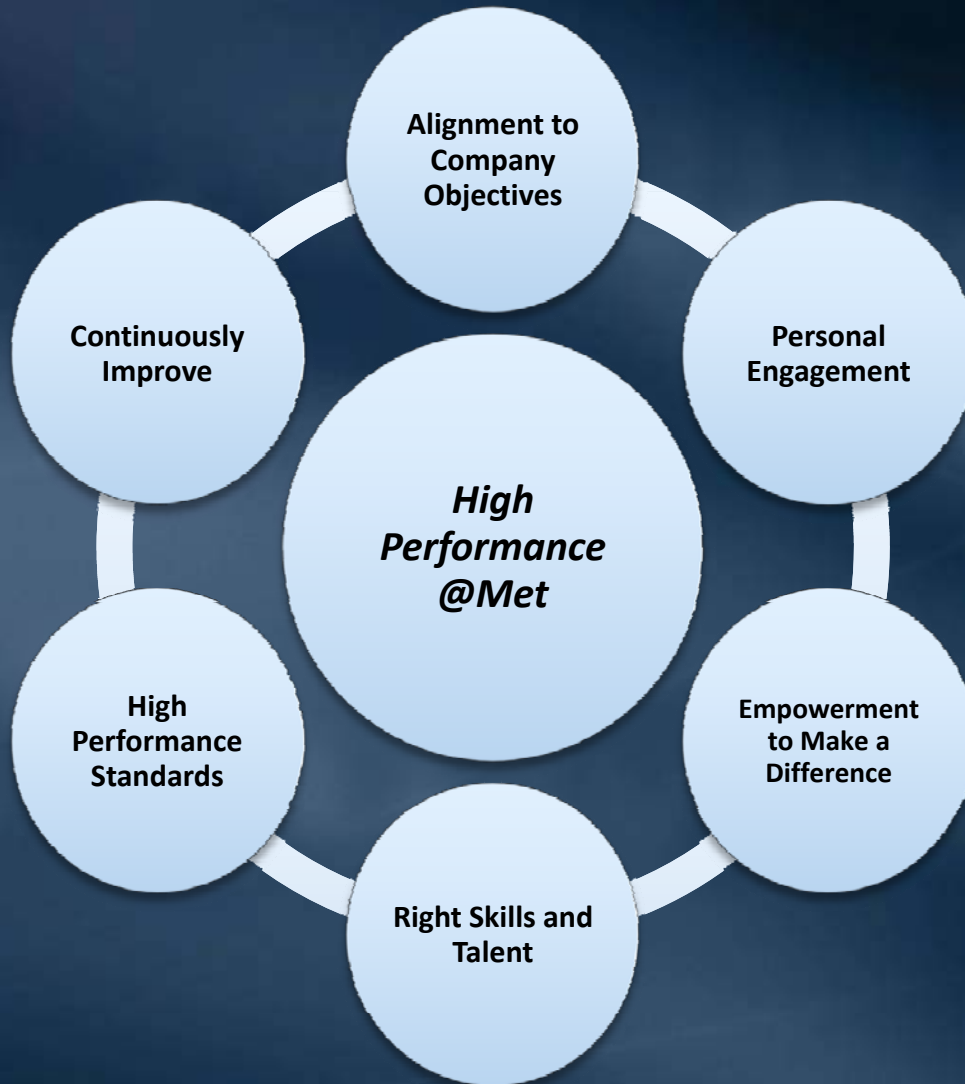 Alignment to
Company
Objectives
Personal
Engagement
Empowerment
to Make a
Difference
Right Skills and
Talent
High
Performance
Standards
Continuously
Improve
High
Performance
@Met